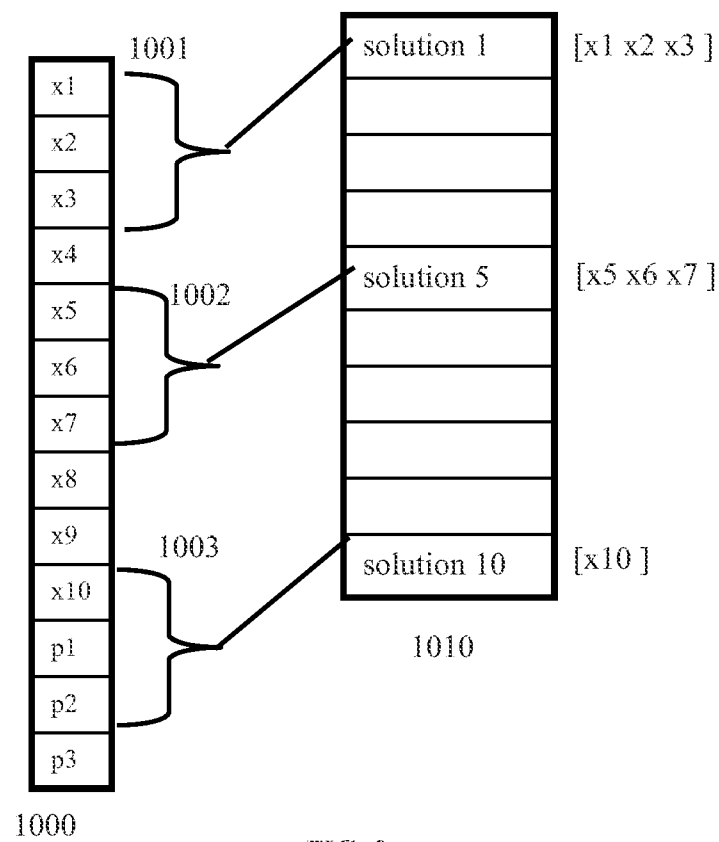 1001
x1
x2
x3
x4
x5
x6
x7
x8
x9
x10
p1
p2
p3
1000
1002
1003
solution 1 [x1 x2 x3 ]
solution 5 [x5 x6 x7 ]
solution 10 [x10 ]
1010